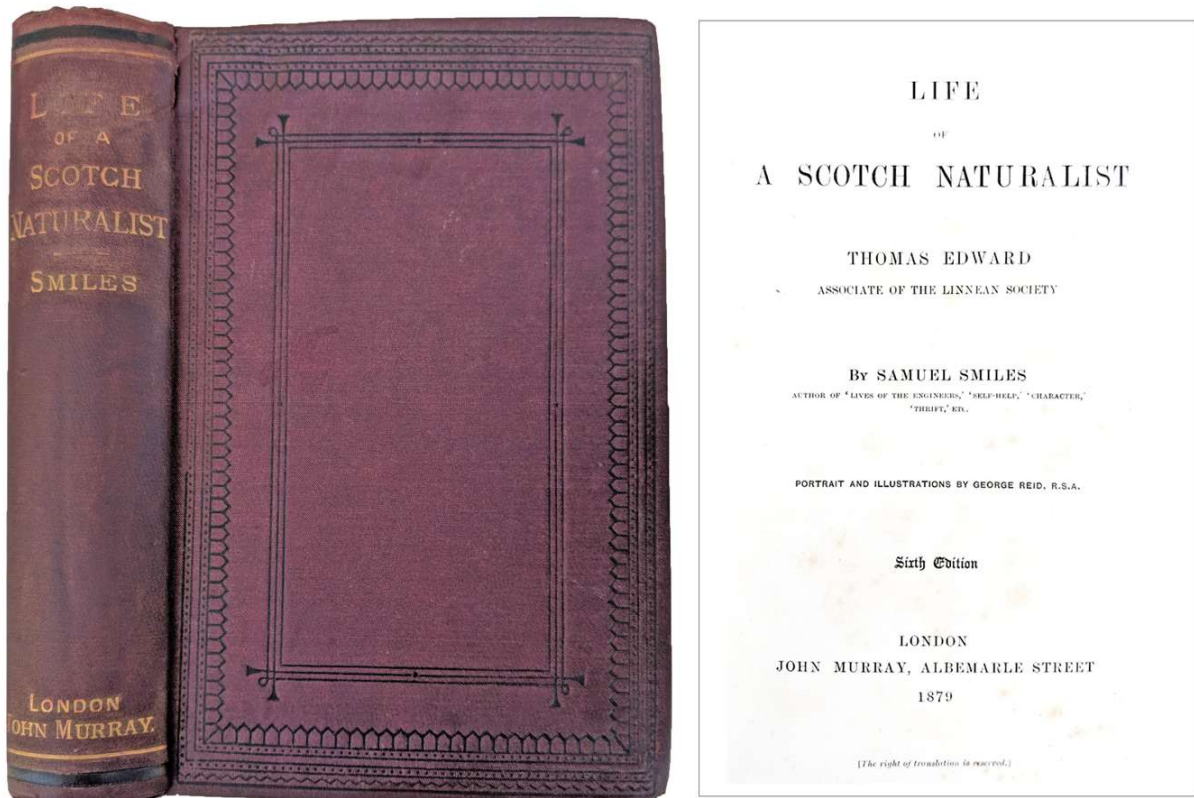 LIFE
OF A
SCOTCH
NATURALIST
SMILES
LONDON
JOHN MURRAY.
LIFE
OF
A SCOTCH NATURALIST
THOMAS EDWARD
ASSOCIATE OF THE LINNEAN SOCIETY
BY SAMUEL SMILES
AUTHOR OF ‘LIVES OF THE ENGINEERS,’ ‘SELF-HELP,’ ‘CHARACTER,’
‘THRIFT,’ ETC.
PORTRAIT AND ILLUSTRATIONS BY GEORGE REID, R.S.A.
Sixth Edition
LONDON
JOHN MURRAY, ALBEMARLE STREET
1879
[The right of translation is reserved.]